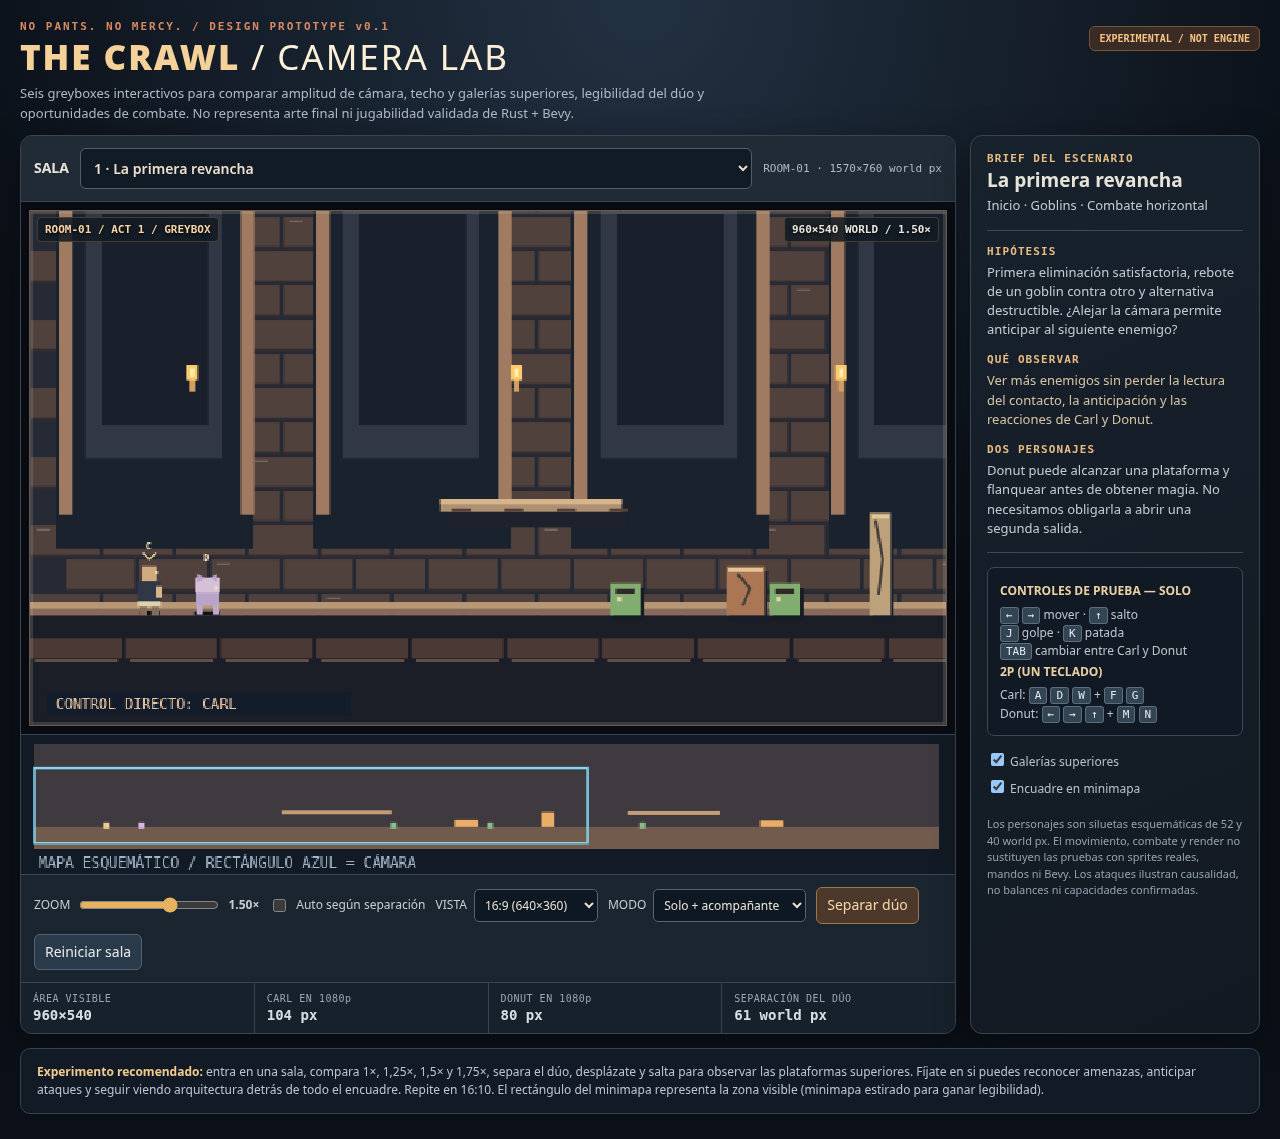 NO PANTS. NO MERCY. / DESIGN PROTOTYPE v0.1
THE CRAWL / CAMERA LAB
EXPERIMENTAL / NOT ENGINE
Seis greyboxes interactivos para comparar amplitud de cámara, techo y galerías superiores, legibilidad del dúo y
oportunidades de combate. No representa arte final ni jugabilidad validada de Rust + Bevy.
SALA
1 · La primera revancha
ROOM-01 · 1570×760 world px
ROOM-01 / ACT 1 / GREYBOX
960×540 WORLD / 1.50×
C
D
CONTROL DIRECTO: CARL
MAPA ESQUEMÁTICO / RECTÁNGULO AZUL = CÁMARA
ZOOM
1.50×
Auto según separación
VISTA
16:9 (640×360)
MODO
Solo + acompañante
Separar dúo
Reiniciar sala
ÁREA VISIBLE
960×540
CARL EN 1080p
104 px
DONUT EN 1080p
80 px
SEPARACIÓN DEL DÚO
61 world px
BRIEF DEL ESCENARIO
La primera revancha
Inicio · Goblins · Combate horizontal
HIPÓTESIS
Primera eliminación satisfactoria, rebote
de un goblin contra otro y alternativa
destructible. ¿Alejar la cámara permite
anticipar al siguiente enemigo?
QUÉ OBSERVAR
Ver más enemigos sin perder la lectura
del contacto, la anticipación y las
reacciones de Carl y Donut.
DOS PERSONAJES
Donut puede alcanzar una plataforma y
flanquear antes de obtener magia. No
necesitamos obligarla a abrir una
segunda salida.
CONTROLES DE PRUEBA — SOLO
← → mover · ↑ salto
J golpe · K patada
TAB cambiar entre Carl y Donut
2P (UN TECLADO)
Carl: A D W + F G
Donut: ← → ↑ + M N
Galerías superiores
Encuadre en minimapa
Los personajes son siluetas esquemáticas de 52 y
40 world px. El movimiento, combate y render no
sustituyen las pruebas con sprites reales,
mandos ni Bevy. Los ataques ilustran causalidad,
no balances ni capacidades confirmadas.
Experimento recomendado: entra en una sala, compara 1×, 1,25×, 1,5× y 1,75×, separa el dúo, desplázate y salta para observar las plataformas superiores. Fíjate en si puedes reconocer amenazas, anticipar
ataques y seguir viendo arquitectura detrás de todo el encuadre. Repite en 16:10. El rectángulo del minimapa representa la zona visible (minimapa estirado para ganar legibilidad).